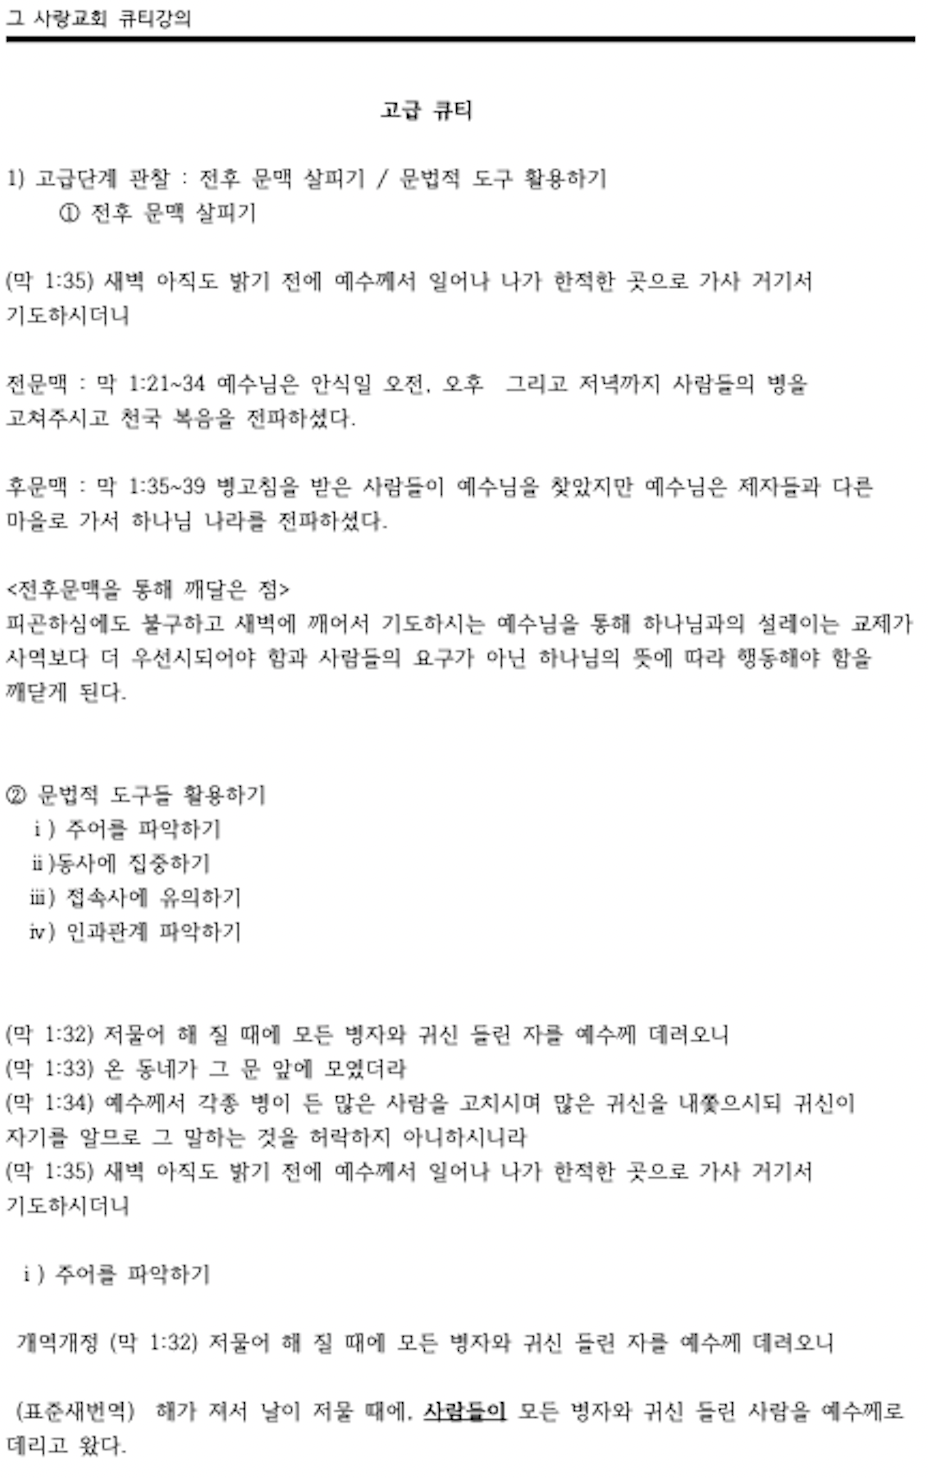 그 사랑교회 큐티강의
고급 큐티
1) 고급단계 관찰 : 전후 문맥 살피기 / 문법적 도구 활용하기
① 전후 문맥 살피기
(막 1:35) 새벽 아직도 밝기 전에 예수께서 일어나 나가 한적한 곳으로 가사 거기서
기도하시더니
전문맥 : 막 1:21~34 예수님은 안식일 오전, 오후 그리고 저녁까지 사람들의 병을
고쳐주시고 천국 복음을 전파하셨다.
후문맥 : 막 1:35~39 병고침을 받은 사람들이 예수님을 찾았지만 예수님은 제자들과 다른
마을로 가서 하나님 나라를 전파하셨다.
<전후문맥을 통해 깨달은 점>
피곤하심에도 불구하고 새벽에 깨어서 기도하시는 예수님을 통해 하나님과의 설레이는 교제가
사역보다 더 우선시되어야 함과 사람들의 요구가 아닌 하나님의 뜻에 따라 행동해야 함을
깨닫게 된다.
② 문법적 도구들 활용하기
ⅰ) 주어를 파악하기
ⅱ)동사에 집중하기
ⅲ) 접속사에 유의하기
ⅳ) 인과관계 파악하기
(막 1:32) 저물어 해 질 때에 모든 병자와 귀신 들린 자를 예수께 데려오니
(막 1:33) 온 동네가 그 문 앞에 모였더라
(막 1:34) 예수께서 각종 병이 든 많은 사람을 고치시며 많은 귀신을 내쫓으시되 귀신이
자기를 알므로 그 말하는 것을 허락하지 아니하시니라
(막 1:35) 새벽 아직도 밝기 전에 예수께서 일어나 나가 한적한 곳으로 가사 거기서
기도하시더니
ⅰ) 주어를 파악하기
개역개정 (막 1:32) 저물어 해 질 때에 모든 병자와 귀신 들린 자를 예수께 데려오니
(표준새번역) 해가 져서 날이 저물 때에, 사람들이 모든 병자와 귀신 들린 사람을 예수께로
데리고 왔다.